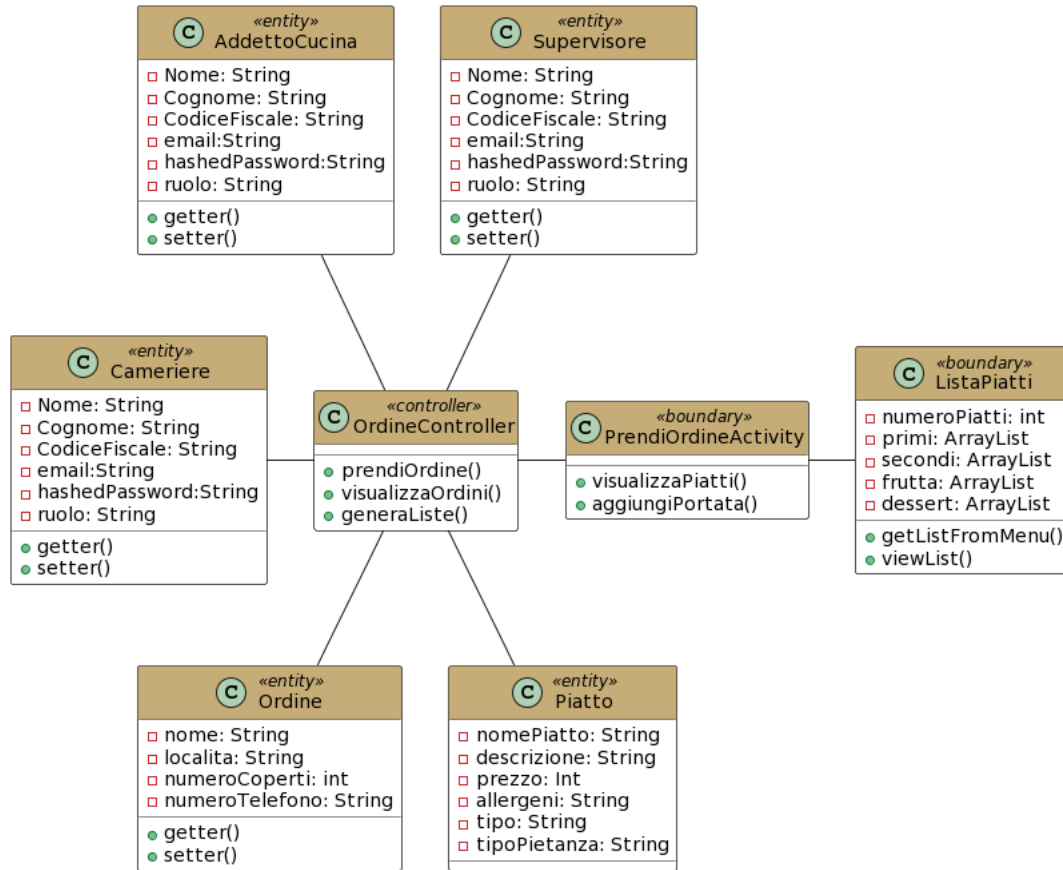 C
«entity»
AddettoCucina
Nome: String
Cognome: String
CodiceFiscale: String
email:String
hashedPassword:String
ruolo: String
getter()
setter()
C
«entity»
Supervisore
Nome: String
Cognome: String
CodiceFiscale: String
email:String
hashedPassword:String
ruolo: String
getter()
setter()
C
«entity»
Cameriere
Nome: String
Cognome: String
CodiceFiscale: String
email:String
hashedPassword:String
ruolo: String
getter()
setter()
C
«controller»
OrdineController
prendiOrdine()
visualizzaOrdini()
generaListe()
C
«boundary»
PrendiOrdineActivity
visualizzaPiatti()
aggiungiPortata()
C
«boundary»
ListaPiatti
numeroPiatti: int
primi: ArrayList
secondi: ArrayList
frutta: ArrayList
dessert: ArrayList
getListFromMenu()
viewList()
C
«entity»
Ordine
nome: String
localita: String
numeroCoperti: int
numeroTelefono: String
getter()
setter()
C
«entity»
Piatto
nomePiatto: String
descrizione: String
prezzo: Int
allergeni: String
tipo: String
tipoPietanza: String